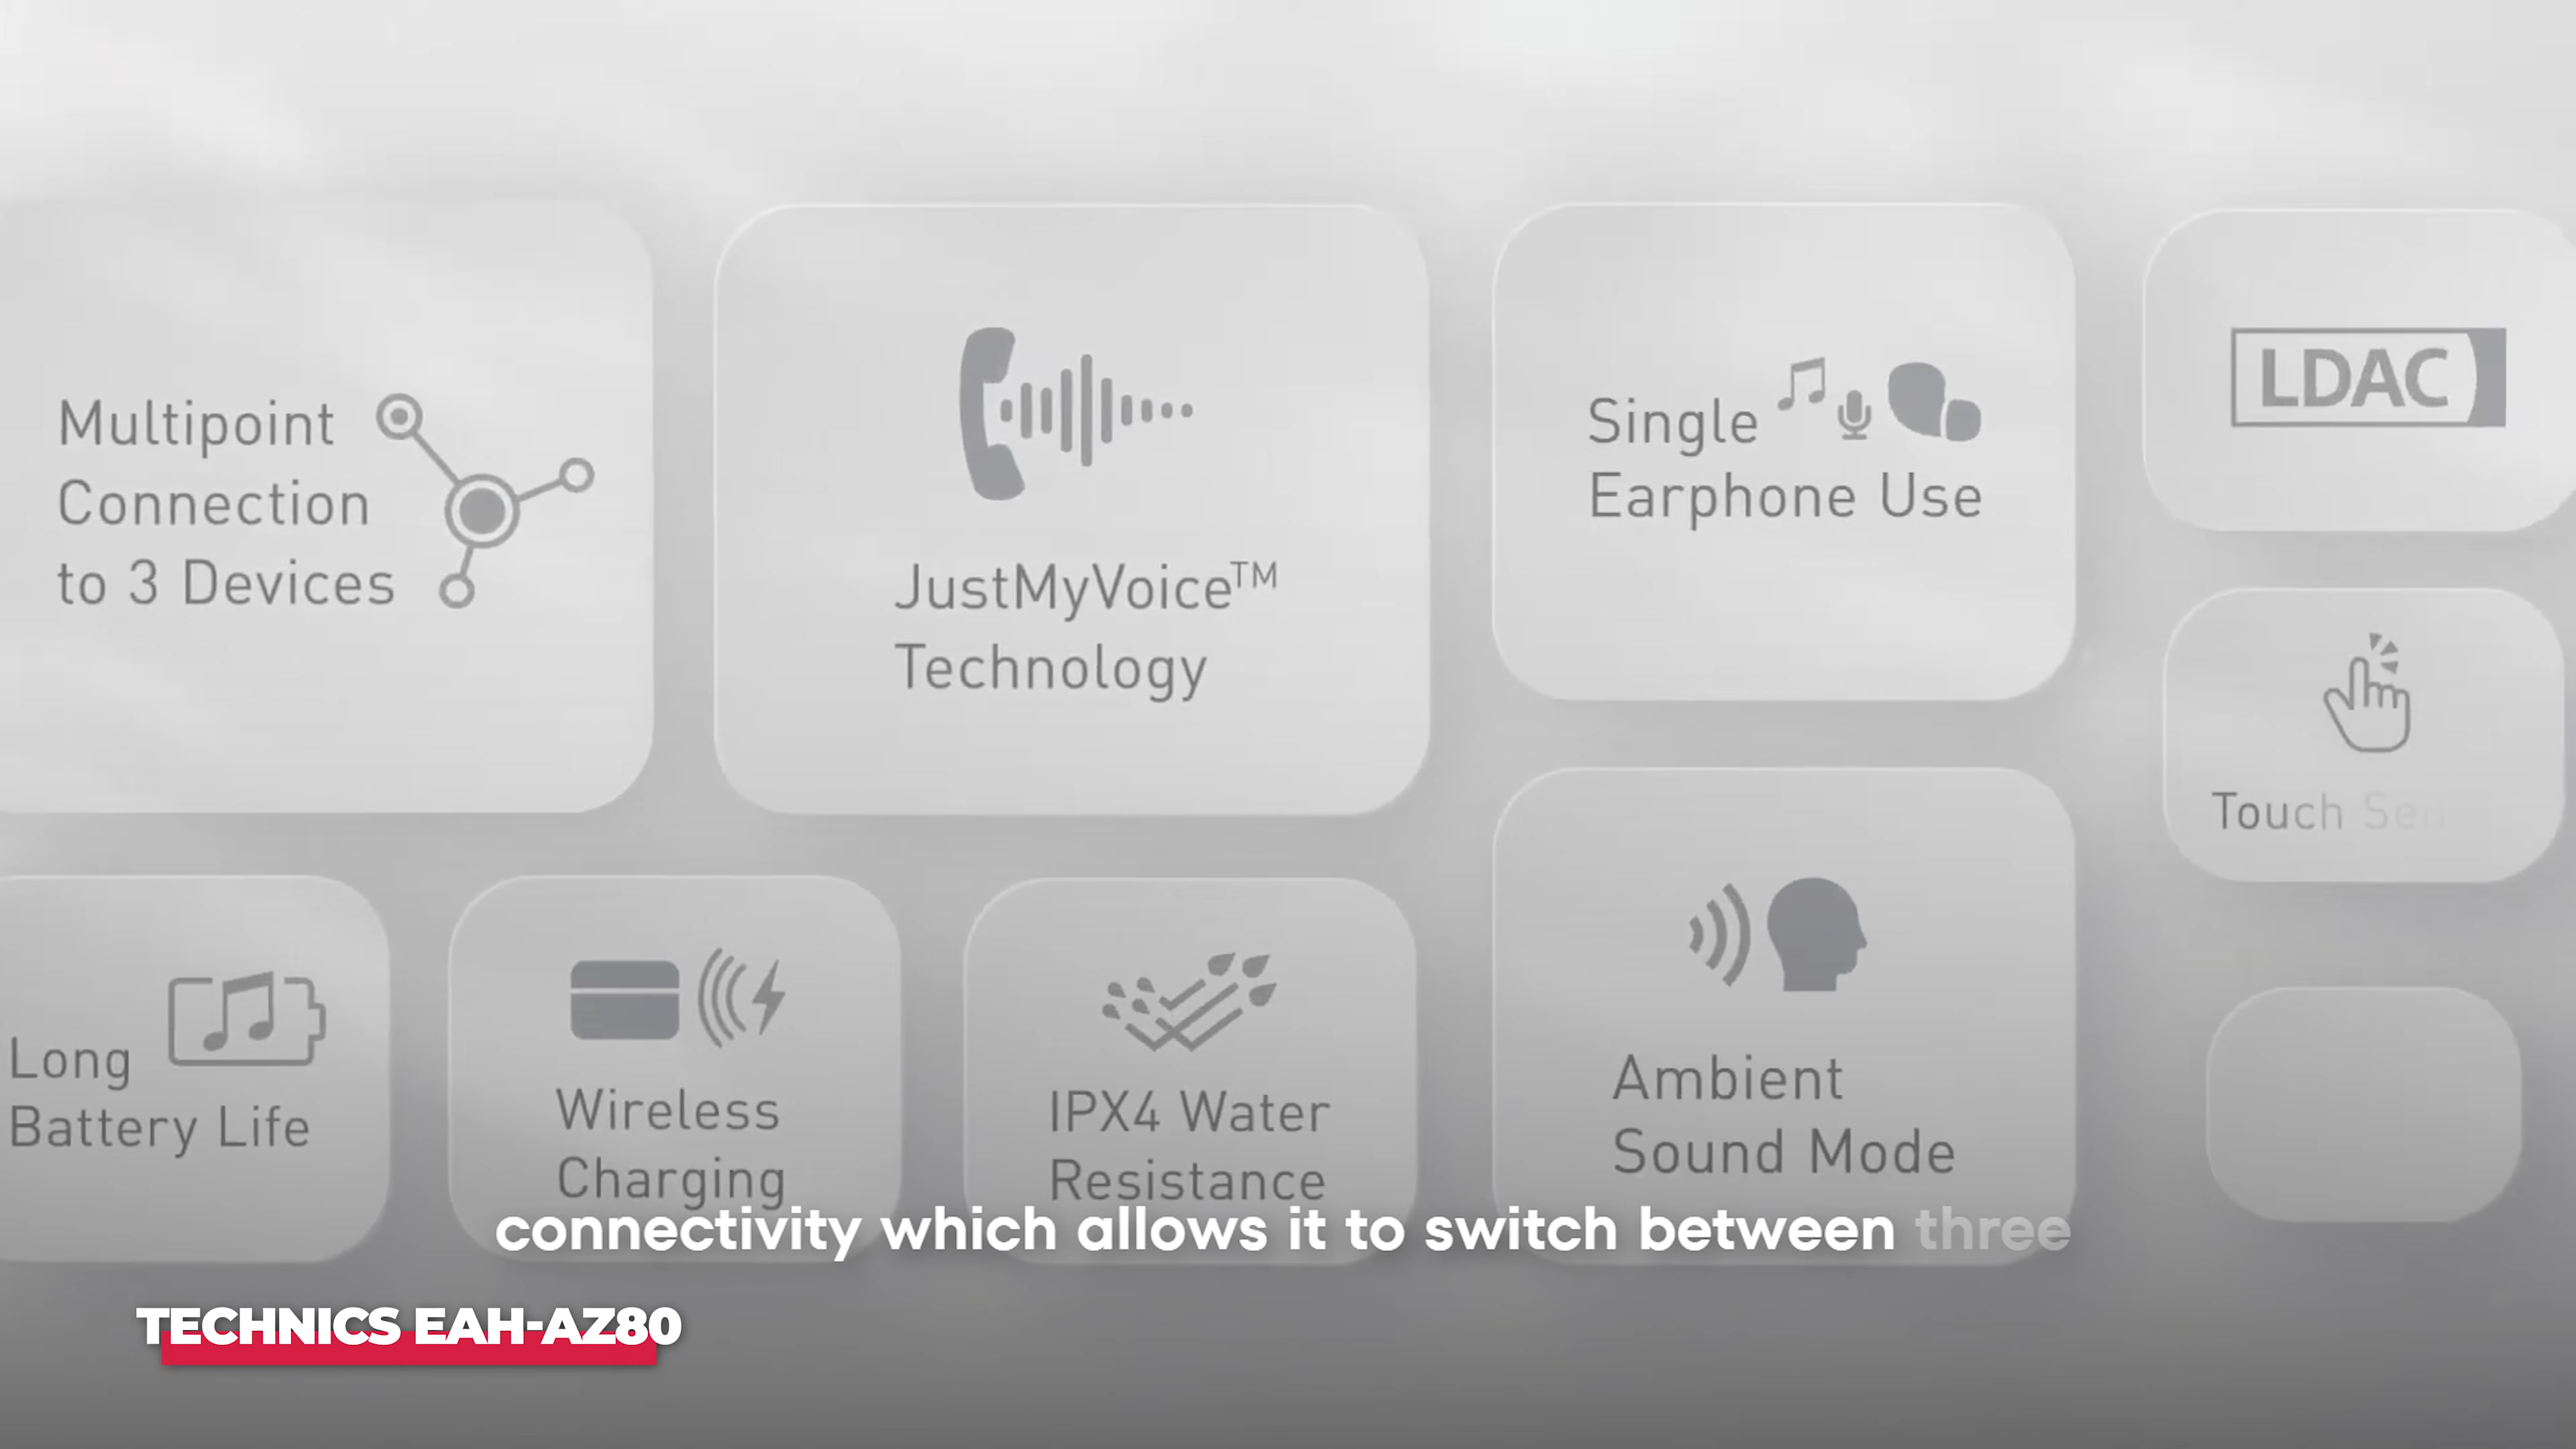 Multipoint
Connection
to 3 Devices
JustMyVoice™
Technology
Single
Earphone Use
LDAC
Touch Sen
Long
Battery Life
Wireless
Charging
IPX4 Water
Resistance
Ambient
Sound Mode
connectivity which allows it to switch between three
TECHNICS EAH-AZ80